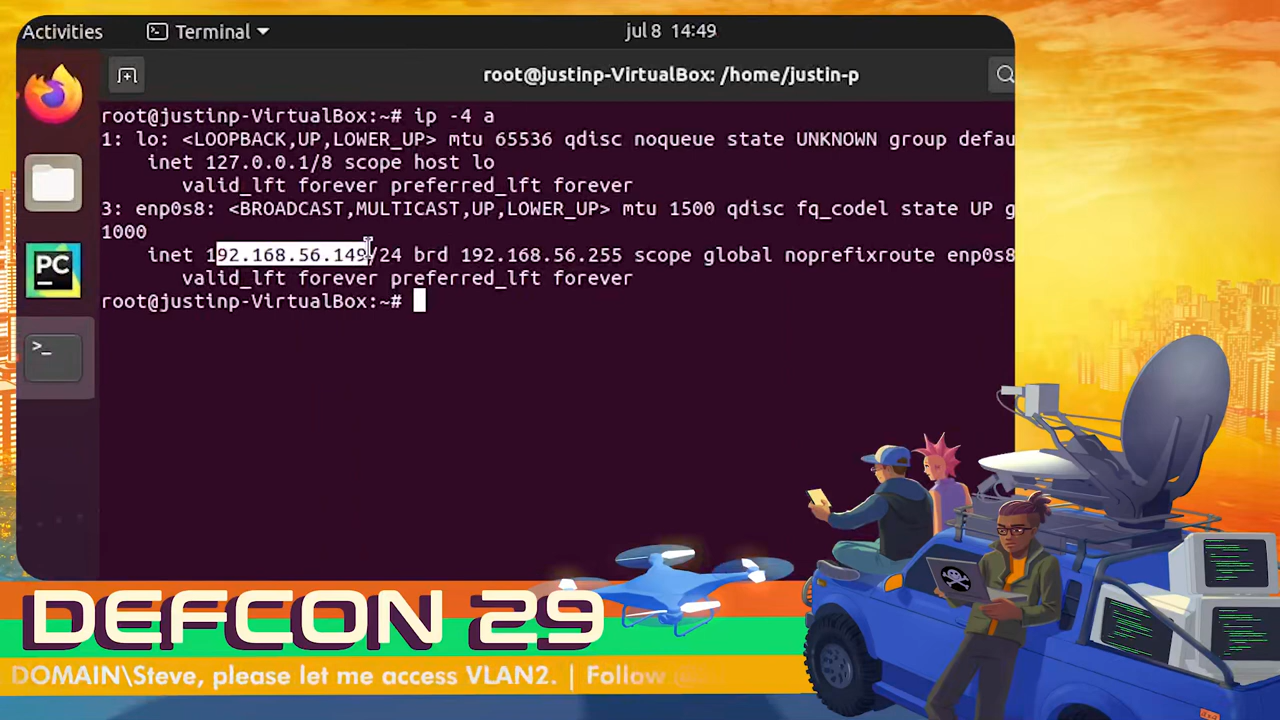 Activities Terminal jul 8 14:49
root@justinp-VirtualBox: /home/justin-p
root@justinp-VirtualBox:~# ip -4 a
1: lo: <LOOPBACK,UP,LOWER_UP> mtu 65536 qdisc noqueue state UNKNOWN group defau
inet 127.0.0.1/8 scope host lo
valid_lft forever preferred_lft forever
3: enp0s8: <BROADCAST,MULTICAST,UP,LOWER_UP> mtu 1500 qdisc fq_codel state UP g
1000
inet 192.168.56.149/24 brd 192.168.56.255 scope global noprefixroute enp0s8
valid_lft forever preferred_lft forever
root@justinp-VirtualBox:~#
PC
>_
DEFCON 29
DOMAIN\Steve, please let me access VLAN2. | Follow